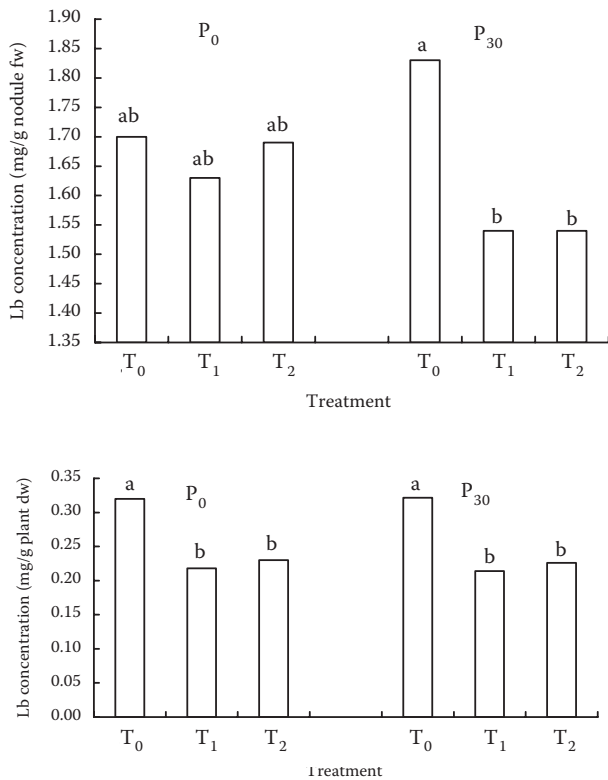 Lb concentration (mg/g nodule fw)
1.90
1.85
1.80
1.75
1.70
1.65
1.60
1.55
1.50
1.45
1.40
1.35
P0
P30
ab
ab
ab
a
b
b
T0
T1
T2
T0
T1
T2
Treatment
Lb concentration (mg/g plant dw)
0.35
0.30
0.25
0.20
0.15
0.10
0.05
0.00
P0
P30
a
b
b
a
b
b
T0
T1
T2
T0
T1
T2
Treatment